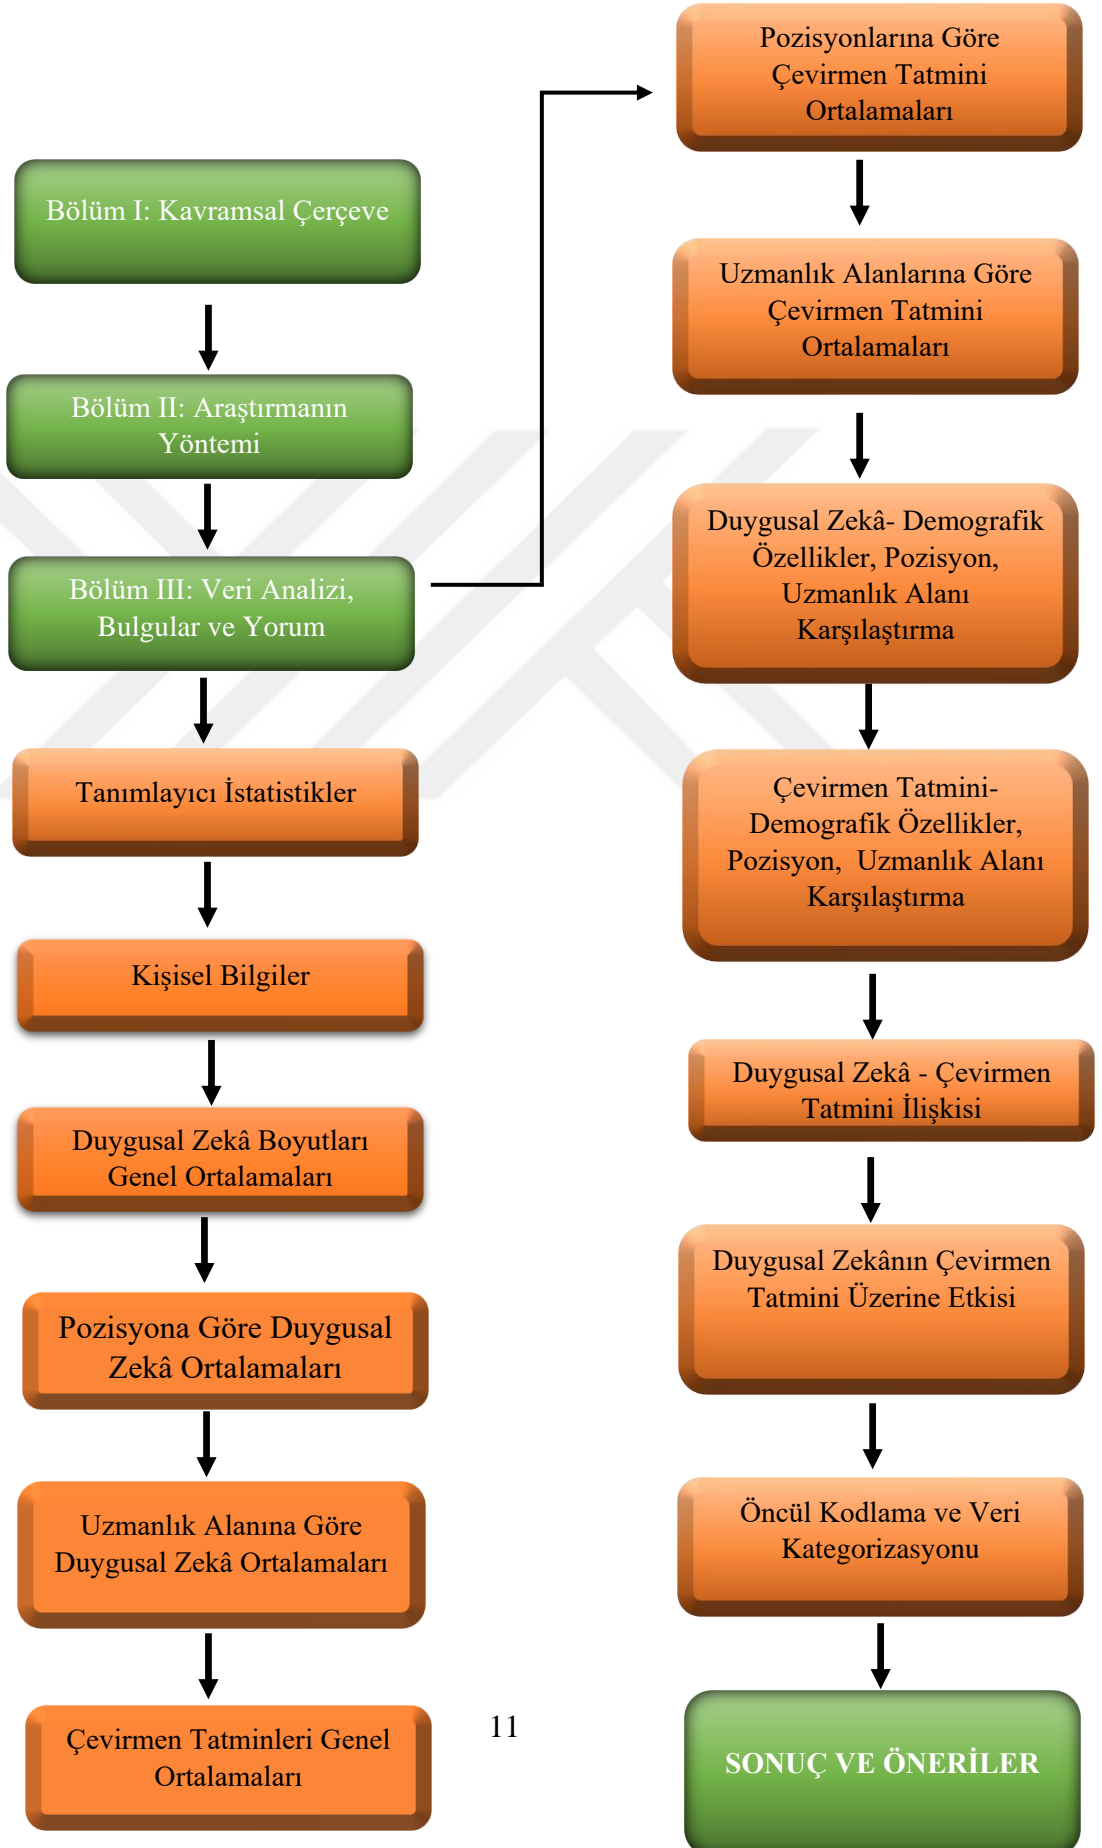 Bölüm I: Kavramsal Çerçeve
Bölüm II: Araştırmanın
Yöntemi
Bölüm III: Veri Analizi,
Bulgular ve Yorum
Tanımlayıcı İstatistikler
Kişisel Bilgiler
Duygusal Zekâ Boyutları
Genel Ortalamaları
Pozisyona Göre Duygusal
Zekâ Ortalamaları
Uzmanlık Alanına Göre
Duygusal Zekâ Ortalamaları
Çevirmen Tatminleri Genel
Ortalamaları
Pozisyonlarına Göre
Çevirmen Tatmini
Ortalamaları
Uzmanlık Alanlarına Göre
Çevirmen Tatmini
Ortalamaları
Duygusal Zekâ- Demografik
Özellikler, Pozisyon,
Uzmanlık Alanı
Karşılaştırma
Çevirmen Tatmini-
Demografik Özellikler,
Pozisyon, Uzmanlık Alanı
Karşılaştırma
Duygusal Zekâ - Çevirmen
Tatmini İlişkisi
Duygusal Zekânın Çevirmen
Tatmini Üzerine Etkisi
Öncül Kodlama ve Veri
Kategorizasyonu
SONUÇ VE ÖNERİLER
11